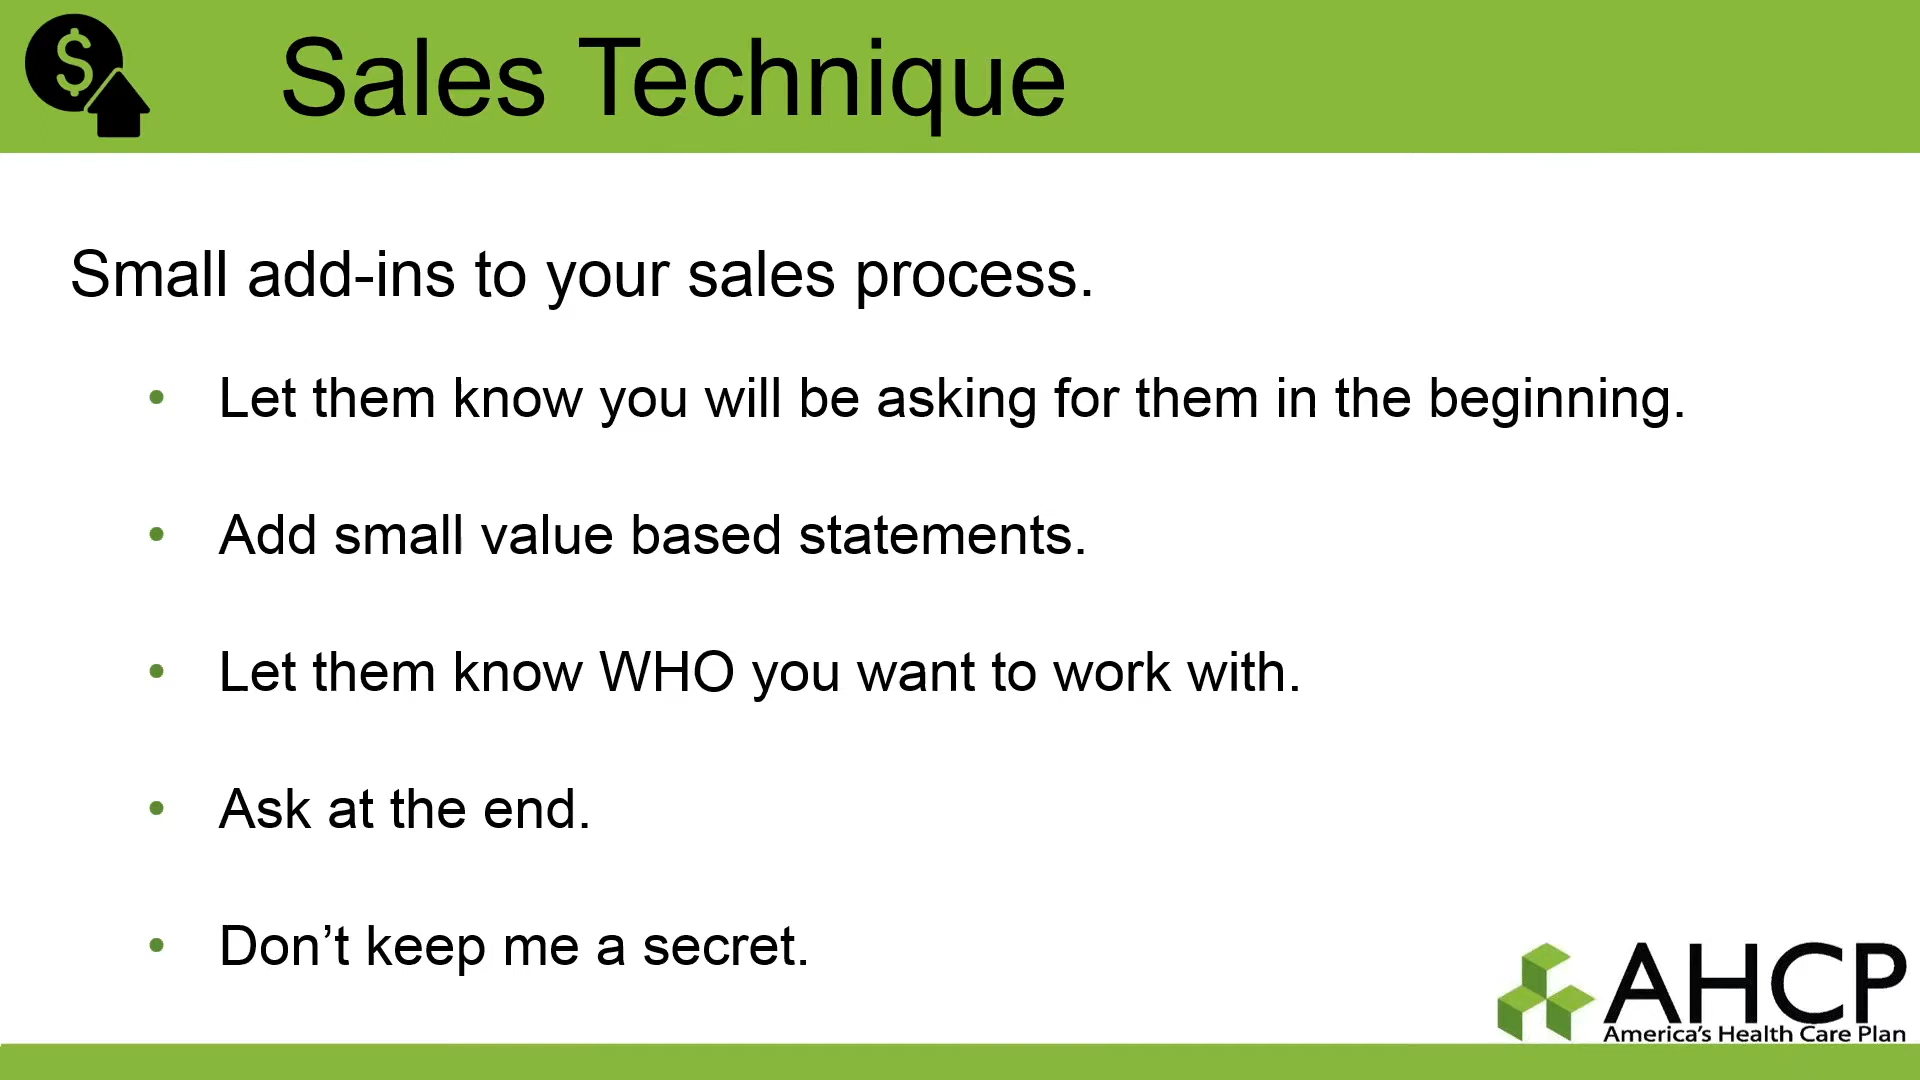 $
Sales Technique
Small add-ins to your sales process.
• Let them know you will be asking for them in the beginning.
• Add small value based statements.
• Let them know WHO you want to work with.
• Ask at the end.
• Don’t keep me a secret.
AHCP
America's Health Care Plan